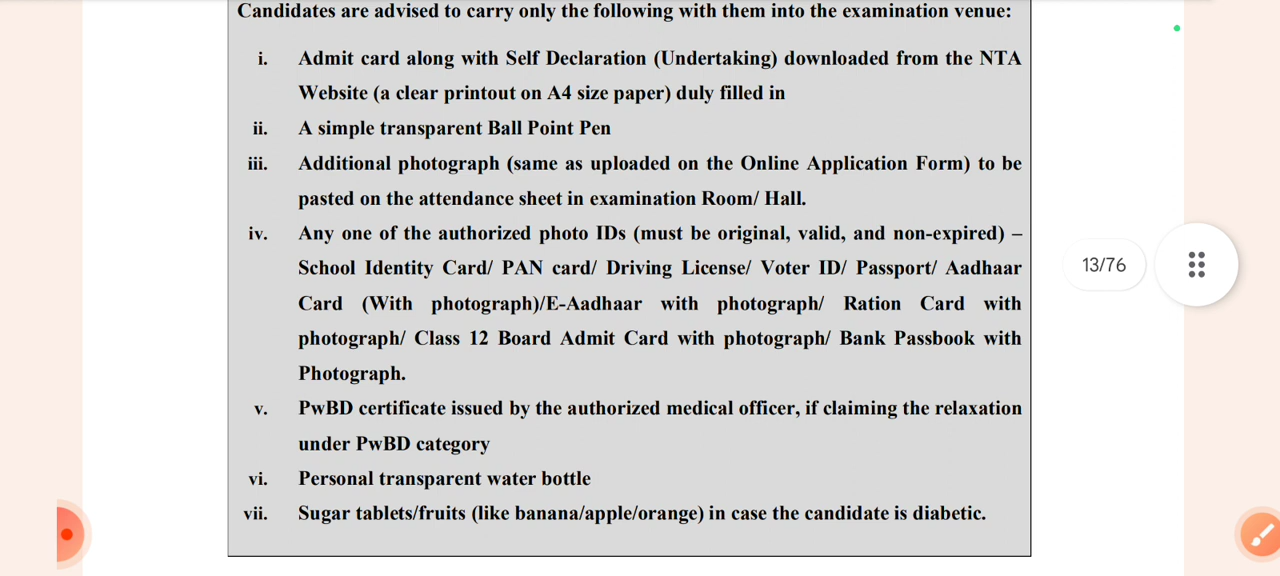 Candidates are advised to carry only the following with them into the examination venue:
i. Admit card along with Self Declaration (Undertaking) downloaded from the NTA
Website (a clear printout on A4 size paper) duly filled in
ii. A simple transparent Ball Point Pen
iii. Additional photograph (same as uploaded on the Online Application Form) to be
pasted on the attendance sheet in examination Room/ Hall.
iv. Any one of the authorized photo IDs (must be original, valid, and non-expired) –
School Identity Card/ PAN card/ Driving License/ Voter ID/ Passport/ Aadhaar
Card (With photograph)/E-Aadhaar with photograph/ Ration Card with
photograph/ Class 12 Board Admit Card with photograph/ Bank Passbook with
Photograph.
v. PwBD certificate issued by the authorized medical officer, if claiming the relaxation
under PwBD category
vi. Personal transparent water bottle
vii. Sugar tablets/fruits (like banana/apple/orange) in case the candidate is diabetic.
13/76